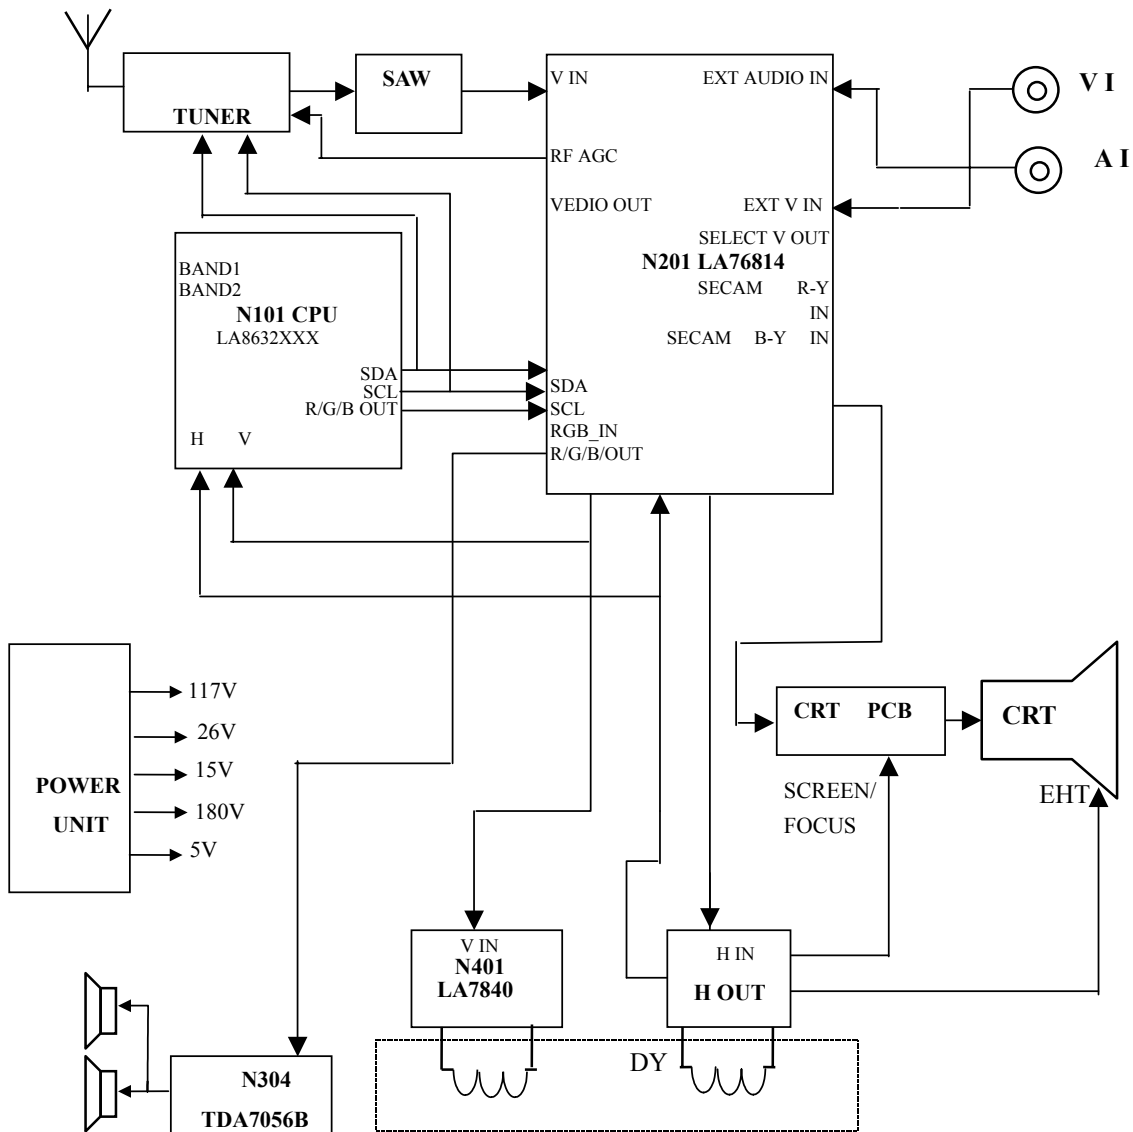 SAW
V IN
EXT AUDIO IN
V I
TUNER
RF AGC
A I
VEDIO OUT
EXT V IN
SELECT V OUT
N201 LA76814
SECAM R-Y
IN
SECAM B-Y IN
BAND1
BAND2
N101 CPU
LA8632XXX
SDA
SCL
R/G/B OUT
H V
SDA
SCL
RGB_IN
R/G/B/OUT
117V
26V
15V
180V
5V
POWER
UNIT
CRT PCB
CRT
SCREEN/
FOCUS
EHT
V IN
N401
LA7840
H IN
H OUT
DY
N304
TDA7056B